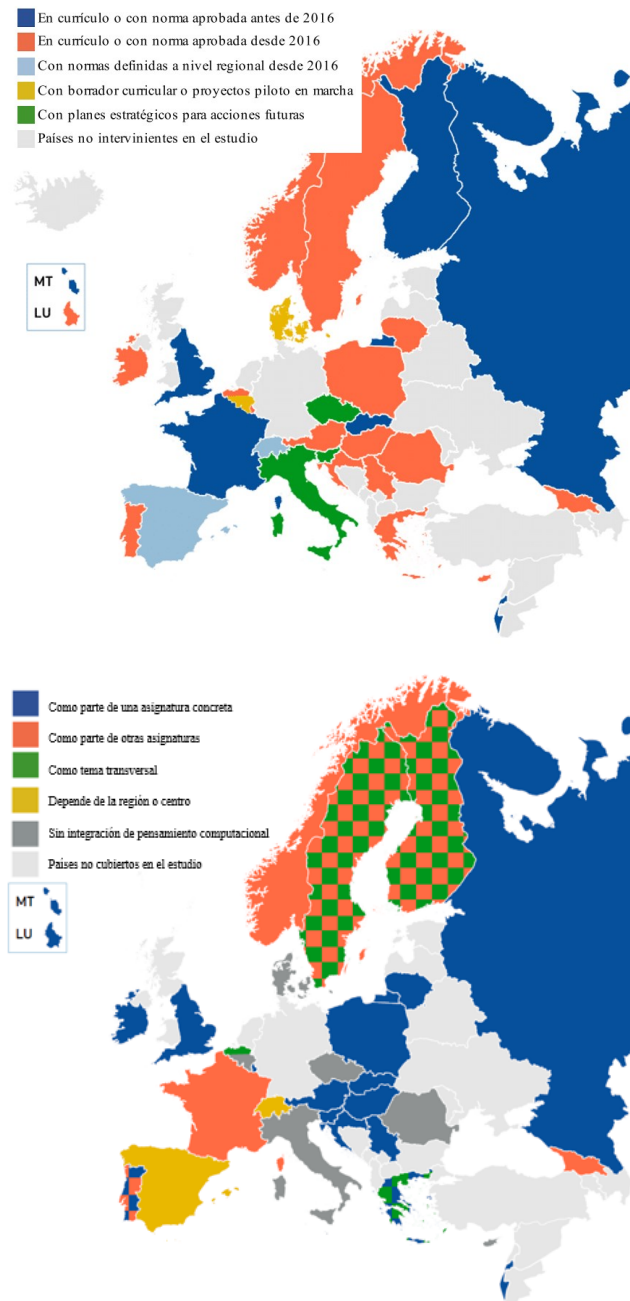 En currículo o con norma aprobada antes de 2016
En currículo o con norma aprobada desde 2016
Con normas definidas a nivel regional desde 2016
Con borrador curricular o proyectos piloto en marcha
Con planes estratégicos para acciones futuras
Países no intervinientes en el estudio
MT
LU
Como parte de una asignatura concreta
Como parte de otras asignaturas
Como tema transversal
Depende de la región o centro
Sin integración de pensamiento computacional
Países no cubiertos en el estudio
MT
LU